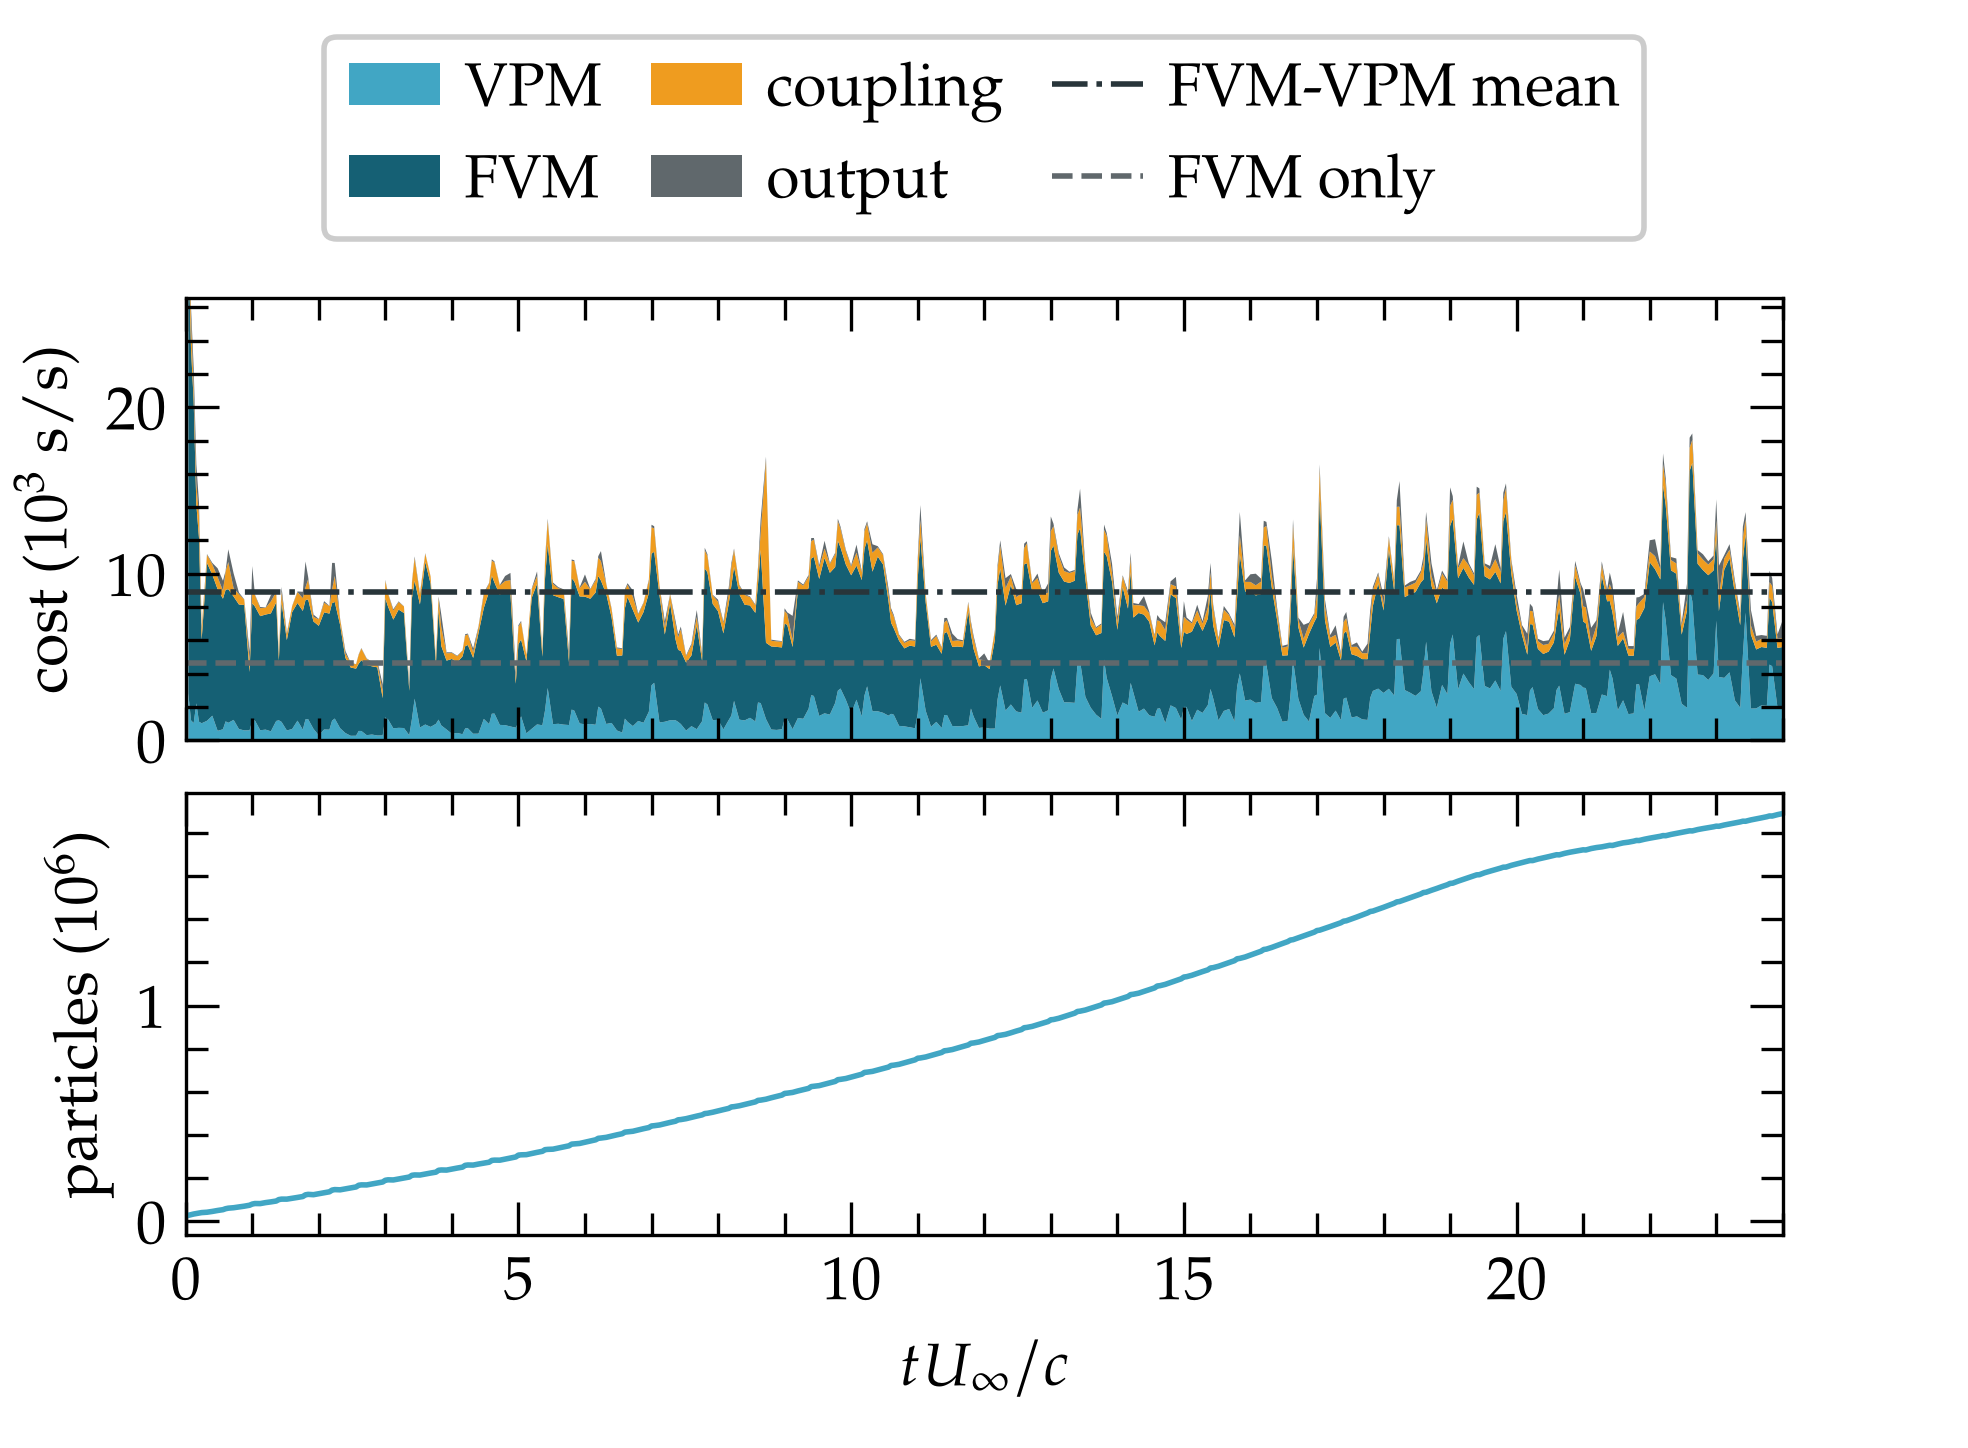 VPM coupling FVM-VPM mean
FVM output FVM only
cost (10³ s/s)
20
10
0
particles (10⁶)
1
0
0 5 10 15 20
tU∞/c